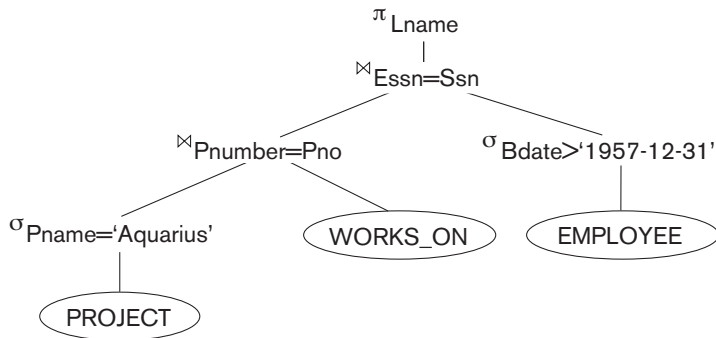 π Lname
⋈ Essn=Ssn
⋈ Pnumber=Pno
σ Bdate>‘1957-12-31’
σ Pname=‘Aquarius’
WORKS_ON
EMPLOYEE
PROJECT